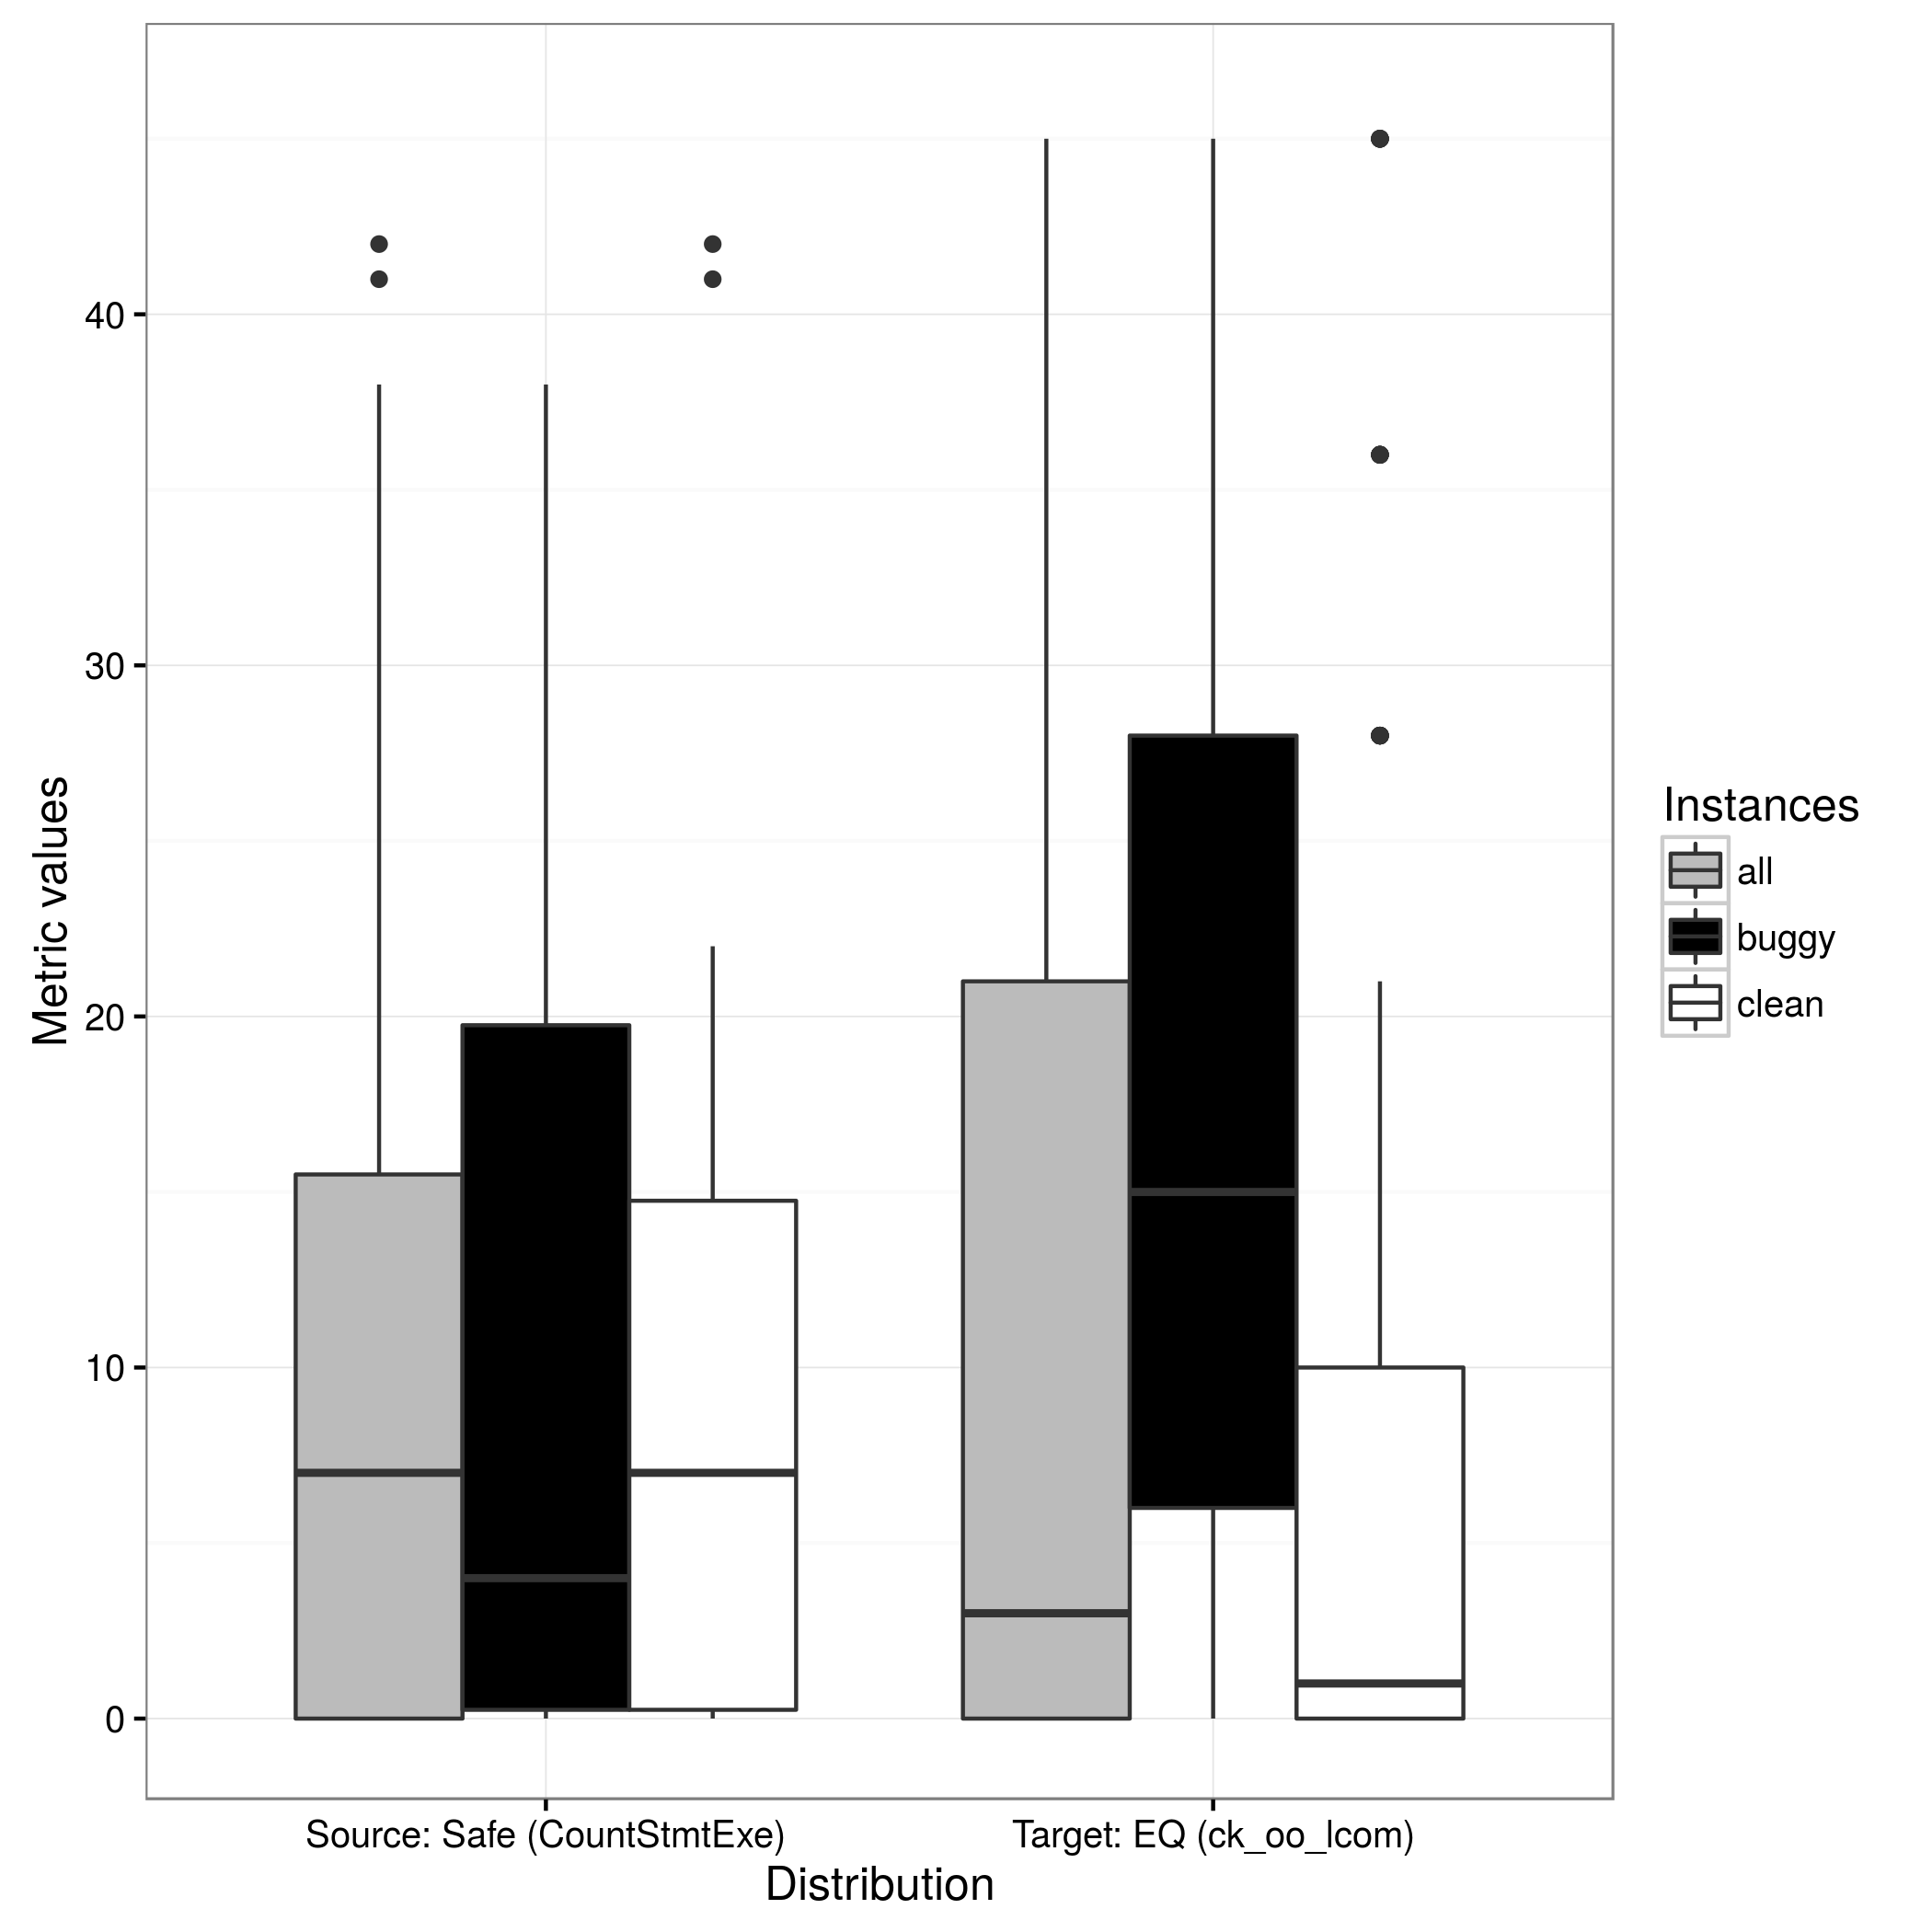 40
30
20
10
0
Metric values
Source: Safe (CountStmtExe)
Target: EQ (ck_oo_lcom)
Distribution
Instances
all
buggy
clean